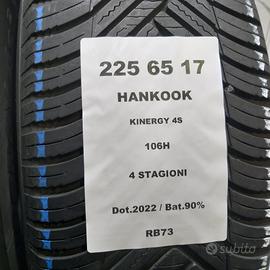 225 65 17
HANKOOK
KINERGY 4S
106H
4 STAGIONI
Dot.2022 / Bat.90%
RB73
subito